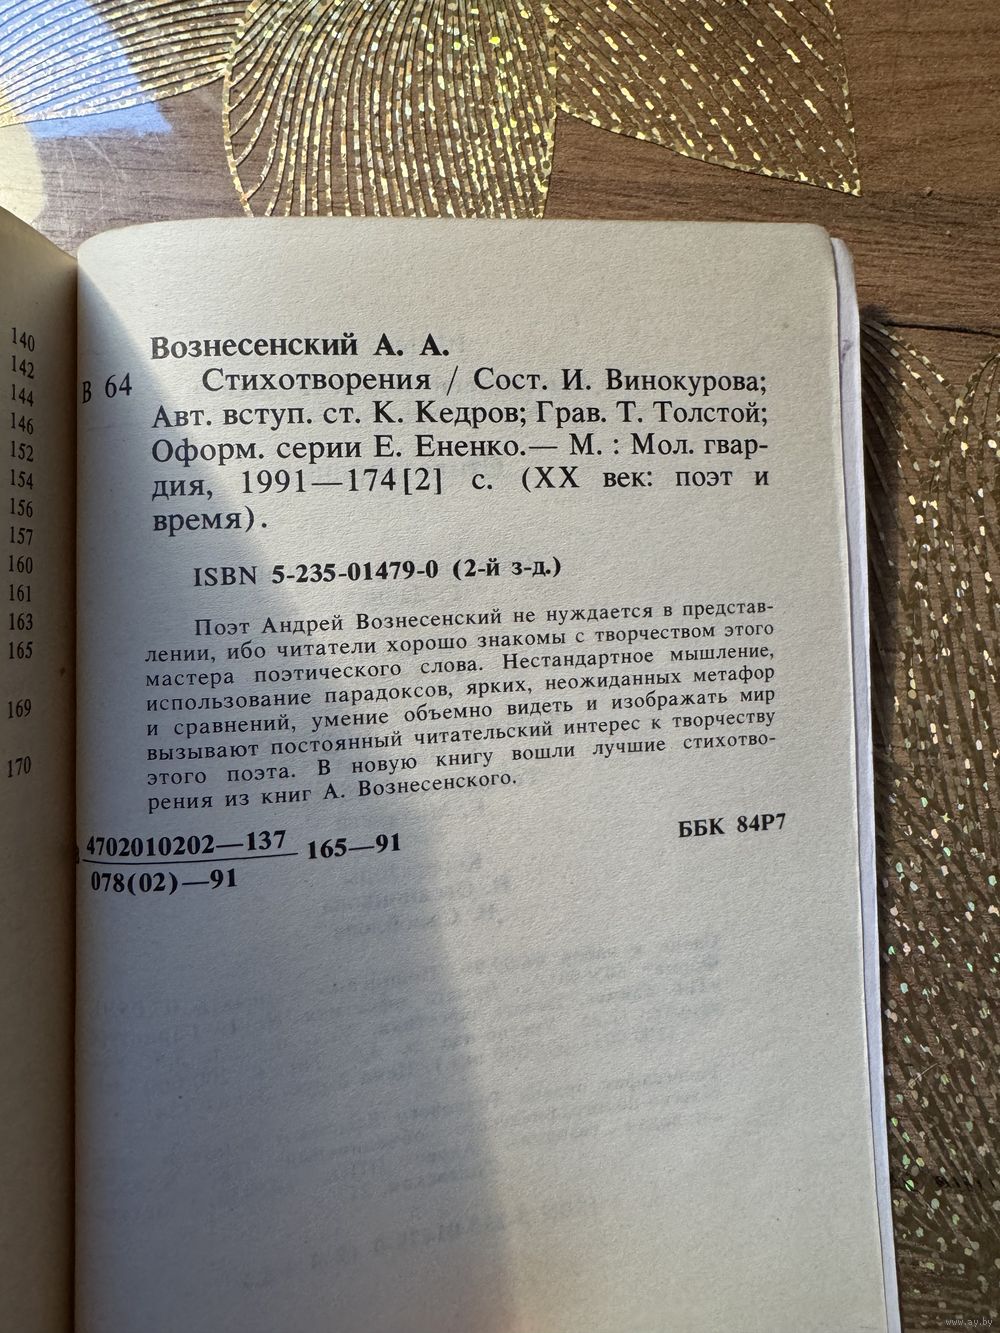 140
142
144
146
152
154
156
157
160
161
163
165
169
170
Вознесенский А. А.
В 64 Стихотворения / Сост. И. Винокурова;
Авт. вступ. ст. К. Кедров; Грав. Т. Толстой;
Оформ. серии Е. Ененко.— М. : Мол. гвар-
дия, 1991—174[2] с. (XX век: поэт и
время).
ISBN 5-235-01479-0 (2-й з-д.)
Поэт Андрей Вознесенский не нуждается в представ-
лении, ибо читатели хорошо знакомы с творчеством этого
мастера поэтического слова. Нестандартное мышление,
использование парадоксов, ярких, неожиданных метафор
и сравнений, умение объемно видеть и изображать мир
вызывают постоянный читательский интерес к творчеству
этого поэта. В новую книгу вошли лучшие стихотво-
рения из книг А. Вознесенского.
4702010202—137
078(02)—91
165—91
ББК 84Р7
www.ay.by